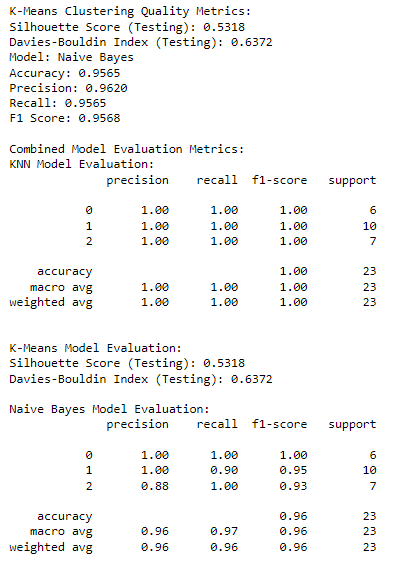 K-Means Clustering Quality Metrics:
Silhouette Score (Testing): 0.5318
Davies-Bouldin Index (Testing): 0.6372
Model: Naive Bayes
Accuracy: 0.9565
Precision: 0.9620
Recall: 0.9565
F1 Score: 0.9568
Combined Model Evaluation Metrics:
KNN Model Evaluation:
precision recall f1-score support
0 1.00 1.00 1.00 6
1 1.00 1.00 1.00 10
2 1.00 1.00 1.00 7
accuracy 1.00 23
macro avg 1.00 1.00 1.00 23
weighted avg 1.00 1.00 1.00 23
K-Means Model Evaluation:
Silhouette Score (Testing): 0.5318
Davies-Bouldin Index (Testing): 0.6372
Naive Bayes Model Evaluation:
precision recall f1-score support
0 1.00 1.00 1.00 6
1 1.00 0.90 0.95 10
2 0.88 1.00 0.93 7
accuracy 0.96 23
macro avg 0.96 0.97 0.96 23
weighted avg 0.96 0.96 0.96 23